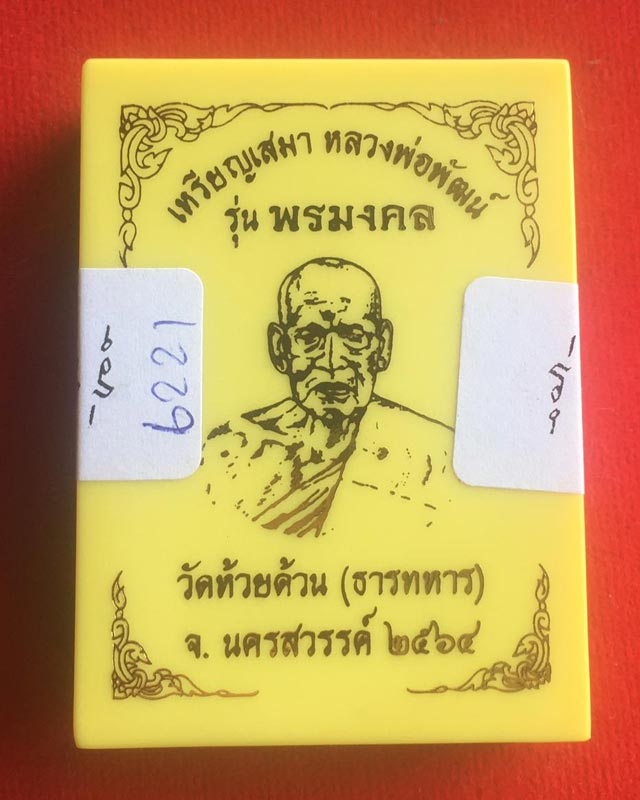 เหรียญเสมา หลวงพ่อพัฒน์
รุ่น พรมงคล
6221
วัดห้วยด้วน (ธารทหาร)
จ. นครสวรรค์ ๒๕๖๔